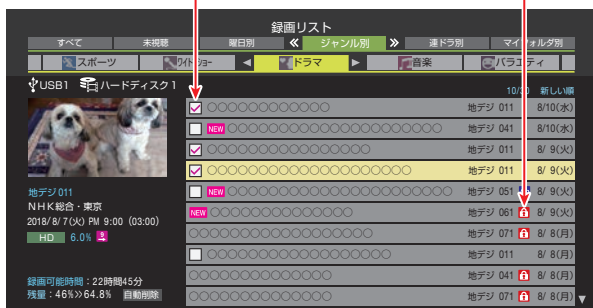 録画リスト
すべて 未視聴 曜日別 ≪ ジャンル別 ≫ 連ドラ別 マイフォルダ別
スポーツ ワイドショー ◀ ドラマ ▶ 音楽 バラエティ
USB1 ハードディスク1
10/30 新しい順
○○○○○○○○○○○ 地デジ 011 8/10(水)
NEW ○○○○○○○○○○○○○○○○○○○ 地デジ 041 8/10(水)
○○○○○○○○○○○○○○○ 地デジ 011 8/ 9(火)
○○○○○○○○○○○○○○○○○○ 地デジ 011 8/ 9(火)
NEW ○○○○○○○○○○○○○○○○○○○○ 地デジ 051 8/ 9(火)
NEW ○○○○○○○○○○○○○ 地デジ 061 8/ 9(火)
○○○○○○○○○○○○○○○○○ 地デジ 071 8/ 8(月)
○○○○○○○○○○○○○○○○○ 地デジ 011 8/ 8(月)
○○○○○○○○○○○○○ 地デジ 041 8/ 8(月)
○○○○○○○○○○○○○ 地デジ 071 8/ 8(月) ▼
地デジ011
NHK総合・東京
2018/ 8/ 7(火) PM 9:00 (03:00)
HD 6.0%
録画可能時間：22時間45分
残量：46%≫64.8% 自動削除